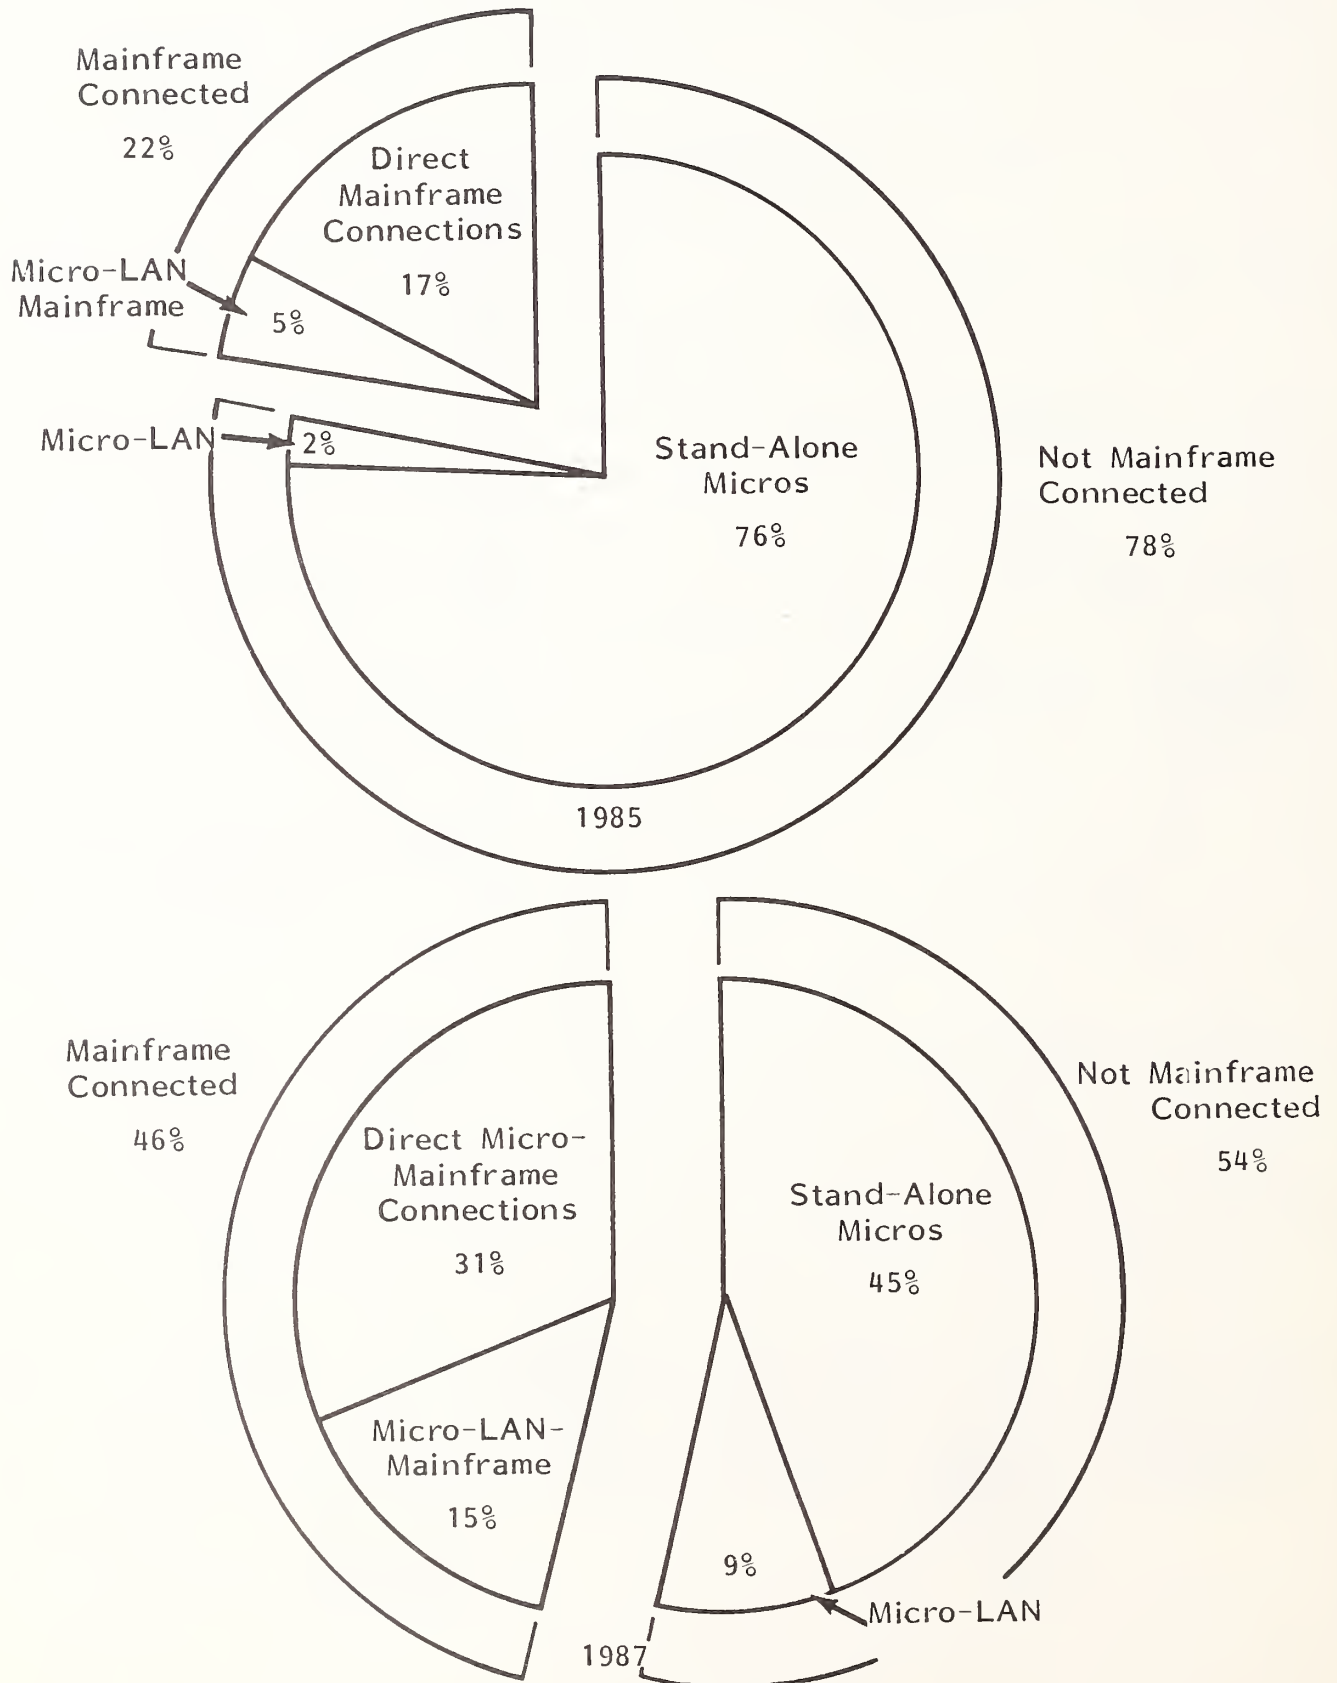 Mainframe
Connected
22%
Direct
Mainframe
Connections
17%
Micro-LAN
Mainframe
5%
Micro-LAN
2%
Stand-Alone
Micros
76%
Not Mainframe
Connected
78%
1985
Mainframe
Connected
46%
Direct Micro-
Mainframe
Connections
31%
Micro-LAN-
Mainframe
15%
Stand-Alone
Micros
45%
Not Mainframe
Connected
54%
9%
Micro-LAN
1987